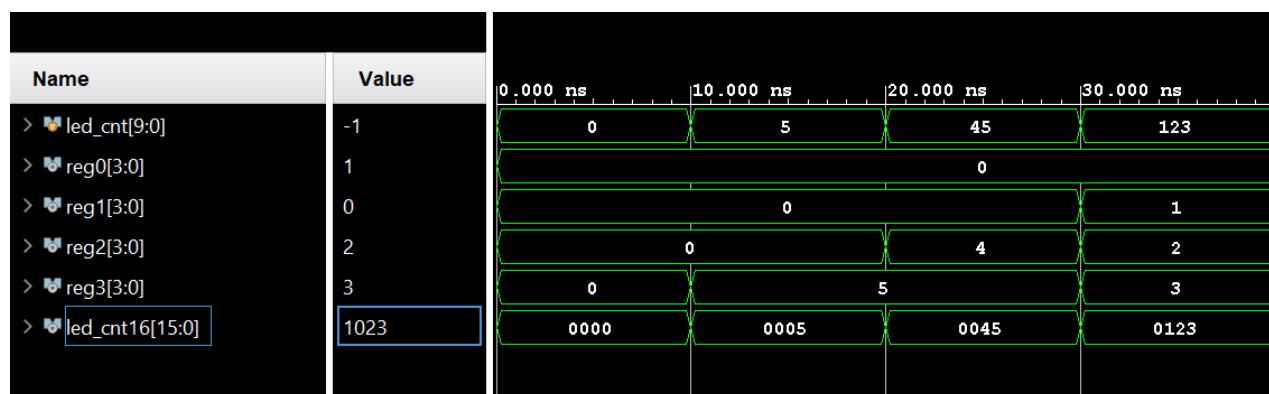 Name Value 0.000 ns 10.000 ns 20.000 ns 30.000 ns
led_cnt[9:0] -1 0 5 45 123
reg0[3:0] 1 0
reg1[3:0] 0 0 1
reg2[3:0] 2 0 4 2
reg3[3:0] 3 0 5 3
led_cnt16[15:0] 1023 0000 0005 0045 0123